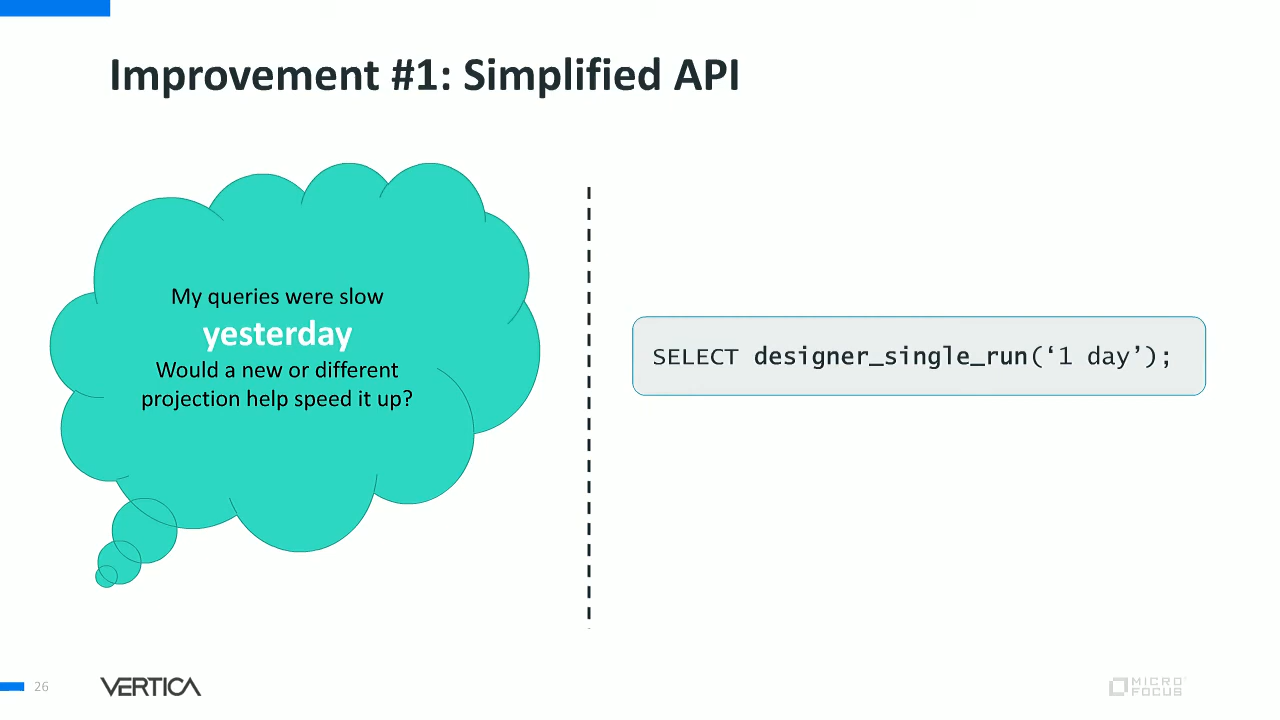 Improvement #1: Simplified API
My queries were slow
yesterday
Would a new or different
projection help speed it up?
SELECT designer_single_run(‘1 day’);
26
VERTICA
MICRO
FOCUS